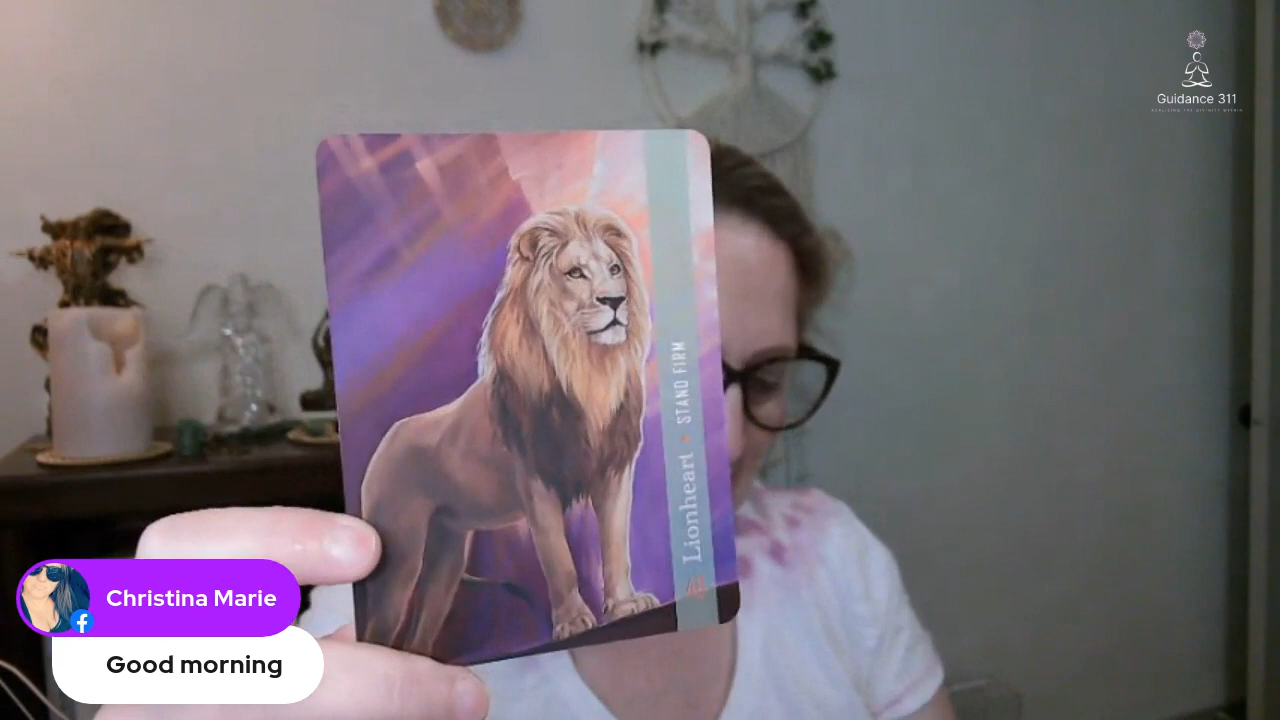 Guidance 311
Lionheart • STAND FIRM
Christina Marie
Good morning